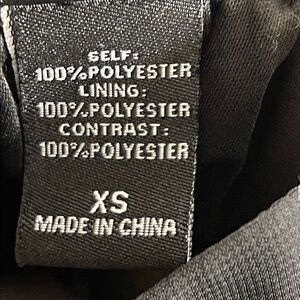 SELF:
100%POLYESTER
LINING:
100%POLYESTER
CONTRAST:
100%POLYESTER
XS
MADE IN CHINA